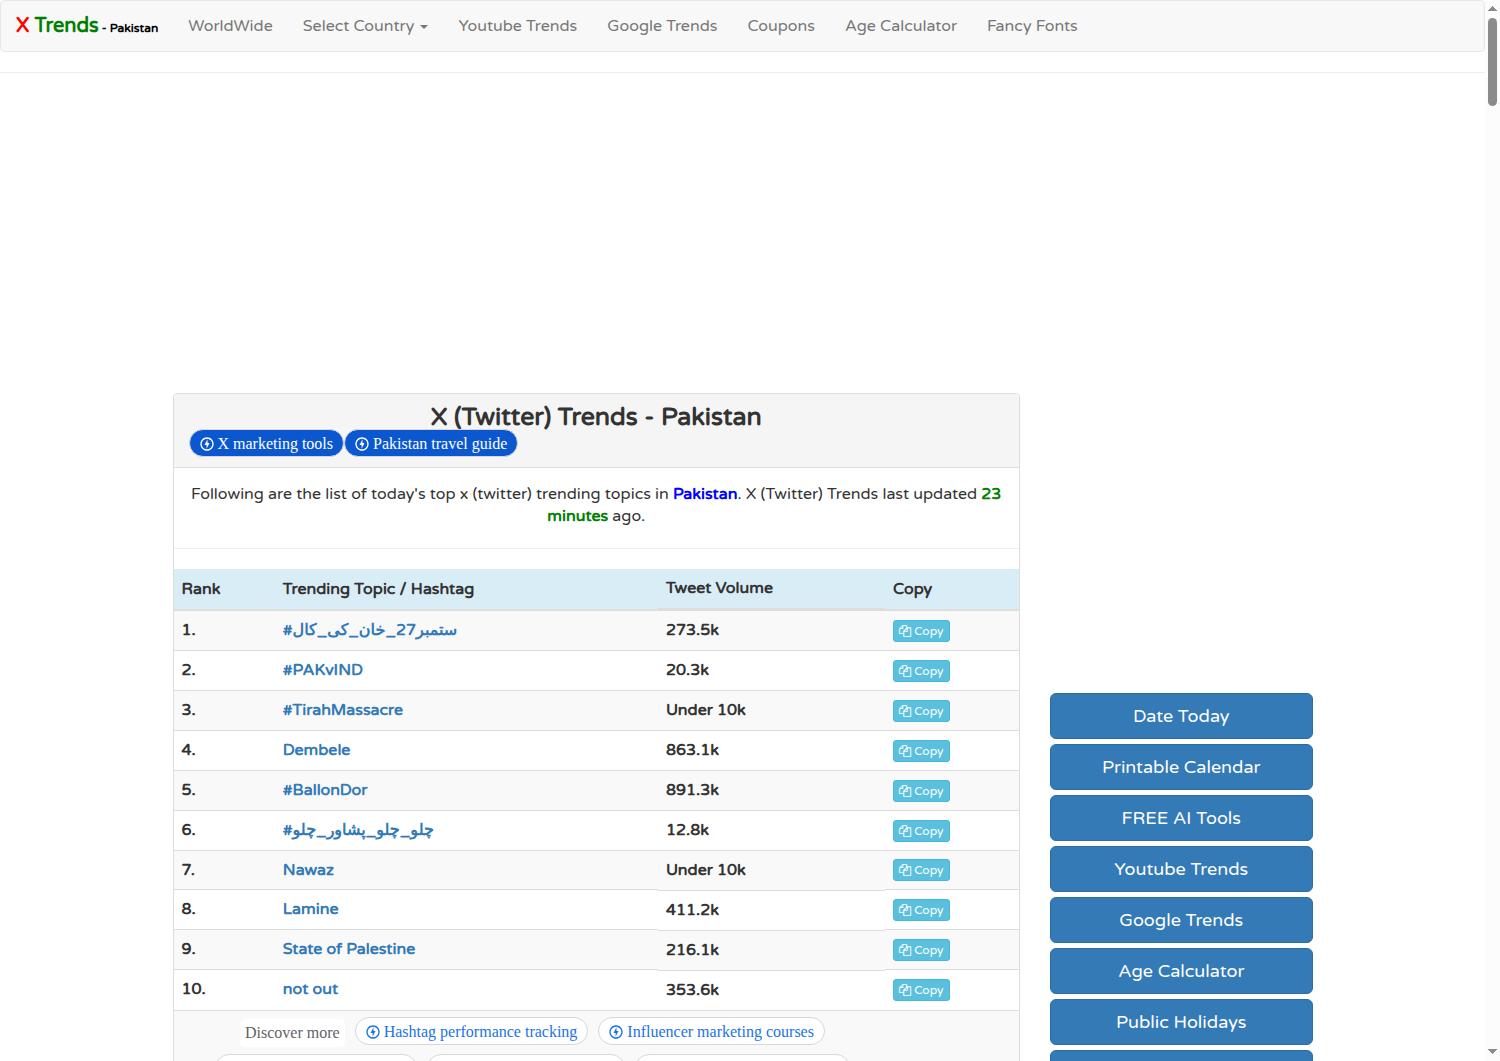 X Trends - Pakistan WorldWide Select Country Youtube Trends Google Trends Coupons Age Calculator Fancy Fonts
X (Twitter) Trends - Pakistan
X marketing tools Pakistan travel guide
Following are the list of today's top x (twitter) trending topics in Pakistan. X (Twitter) Trends last updated 23
minutes ago.
Rank Trending Topic / Hashtag Tweet Volume Copy
1. #ستمبر27_خان_کی_کال 273.5k Copy
2. #PAKvIND 20.3k Copy
3. #TirahMassacre Under 10k Copy
4. Dembele 863.1k Copy
5. #BallonDor 891.3k Copy
6. #چلو_چلو_پشاور_چلو 12.8k Copy
7. Nawaz Under 10k Copy
8. Lamine 411.2k Copy
9. State of Palestine 216.1k Copy
10. not out 353.6k Copy
Discover more Hashtag performance tracking Influencer marketing courses
Date Today
Printable Calendar
FREE AI Tools
Youtube Trends
Google Trends
Age Calculator
Public Holidays